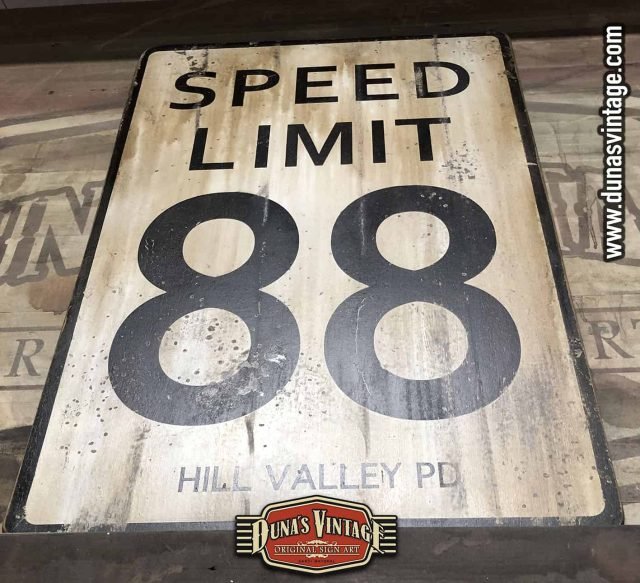 SPEED
LIMIT
88
HILL VALLEY PD
www.dunasvintage.com
DUNA'S VINTAGE
ORIGINAL SIGN ART